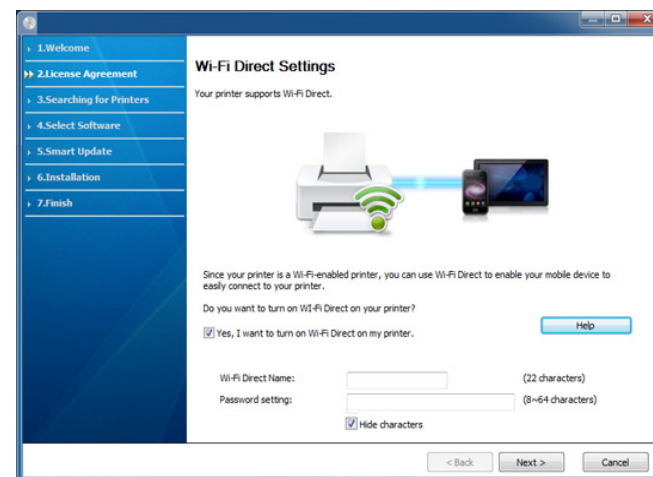 1.Welcome
2.License Agreement
3.Searching for Printers
4.Select Software
5.Smart Update
6.Installation
7.Finish
Wi-Fi Direct Settings
Your printer supports Wi-Fi Direct.
Since your printer is a Wi-Fi-enabled printer, you can use Wi-Fi Direct to enable your mobile device to
easily connect to your printer.
Do you want to turn on WI-Fi Direct on your printer?
Yes, I want to turn on Wi-Fi Direct on my printer.
Help
Wi-Fi Direct Name: (22 characters)
Password setting: (8~64 characters)
Hide characters
< Back Next > Cancel